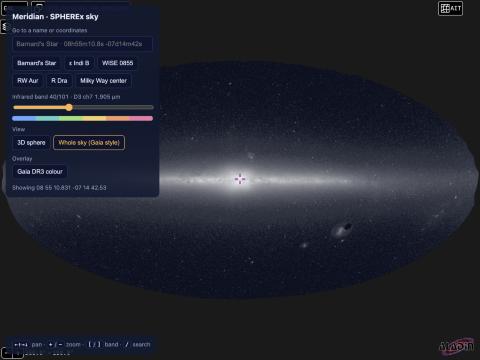 Meridian · SPHEREx sky
Go to a name or coordinates
Barnard's Star · 08h55m10.8s -07d14m42s
Barnard's Star
ε Indi B
WISE 0855
RW Aur
R Dra
Milky Way center
Infrared band 40/101 · D3 ch7 1.905 µm
View
3D sphere
Whole sky (Gaia style)
Overlay
Gaia DR3 colour
Showing 08 55 10.831 -07 14 42.53
AIT
←↑→↓ pan · + / − zoom · [ / ] band · / search
Aladin